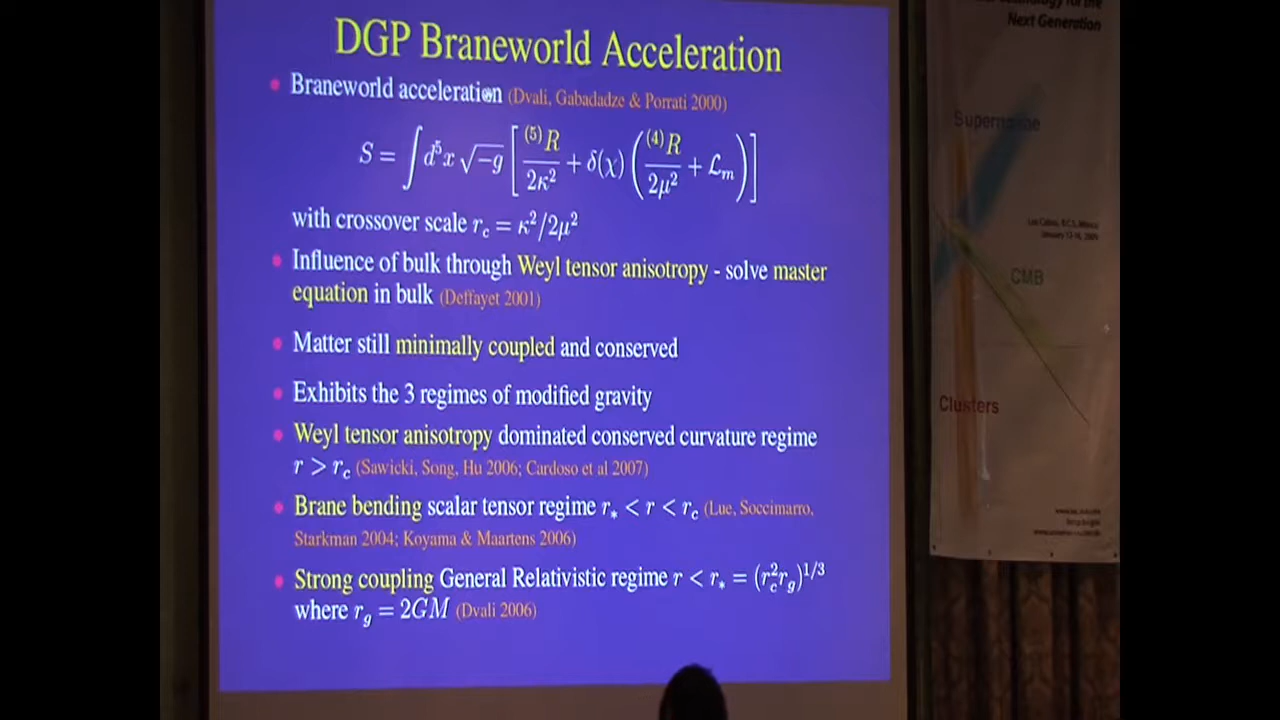 DGP Braneworld Acceleration
• Braneworld acceleration (Dvali, Gabadadze & Porrati 2000)
S = ∫ d⁵x √−g [ ⁽⁵⁾R / 2κ² + δ(χ) ( ⁽⁴⁾R / 2μ² + ℒₘ ) ]
with crossover scale r_c = κ²/2μ²
• Influence of bulk through Weyl tensor anisotropy - solve master
equation in bulk (Deffayet 2001)
• Matter still minimally coupled and conserved
• Exhibits the 3 regimes of modified gravity
• Weyl tensor anisotropy dominated conserved curvature regime
r > r_c (Sawicki, Song, Hu 2006; Cardoso et al 2007)
• Brane bending scalar tensor regime r_* < r < r_c (Lue, Soccimarro,
Starkman 2004; Koyama & Maartens 2006)
• Strong coupling General Relativistic regime r < r_* = (r_c² r_g)^{1/3}
where r_g = 2GM (Dvali 2006)
for the
Next Generation
Supernovae
CMB
Clusters